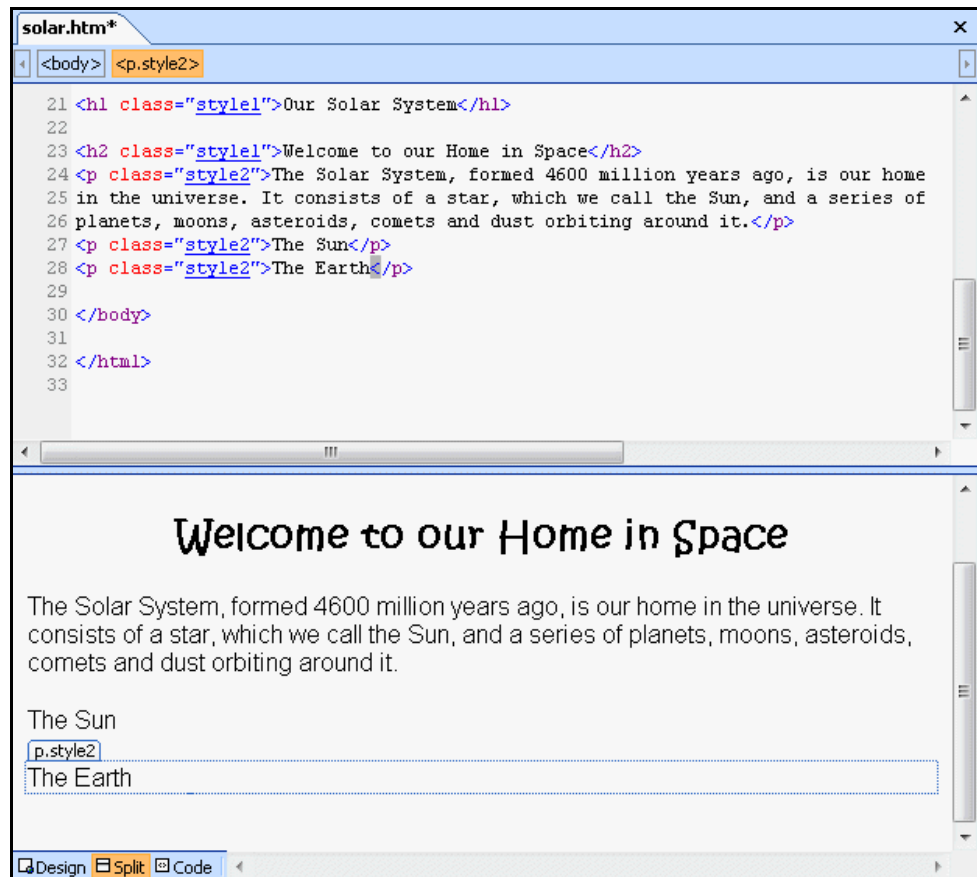 solar.htm*
<body> <p.style2>
21 <h1 class="style1">Our Solar System</h1>
22
23 <h2 class="style1">Welcome to our Home in Space</h2>
24 <p class="style2">The Solar System, formed 4600 million years ago, is our home
25 in the universe. It consists of a star, which we call the Sun, and a series of
26 planets, moons, asteroids, comets and dust orbiting around it.</p>
27 <p class="style2">The Sun</p>
28 <p class="style2">The Earth</p>
29
30 </body>
31
32 </html>
33
Welcome to our Home in Space
The Solar System, formed 4600 million years ago, is our home in the universe. It
consists of a star, which we call the Sun, and a series of planets, moons, asteroids,
comets and dust orbiting around it.
The Sun
p.style2
The Earth
Design Split Code